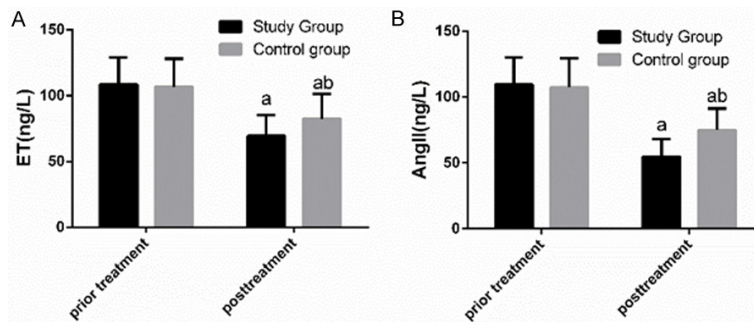 A
Study Group
Control group
ET(ng/L)
150
100
50
0
a
ab
prior treatment
posttreatment
B
Study Group
Control group
AngII(ng/L)
150
100
50
0
a
ab
prior treatment
posttreatment